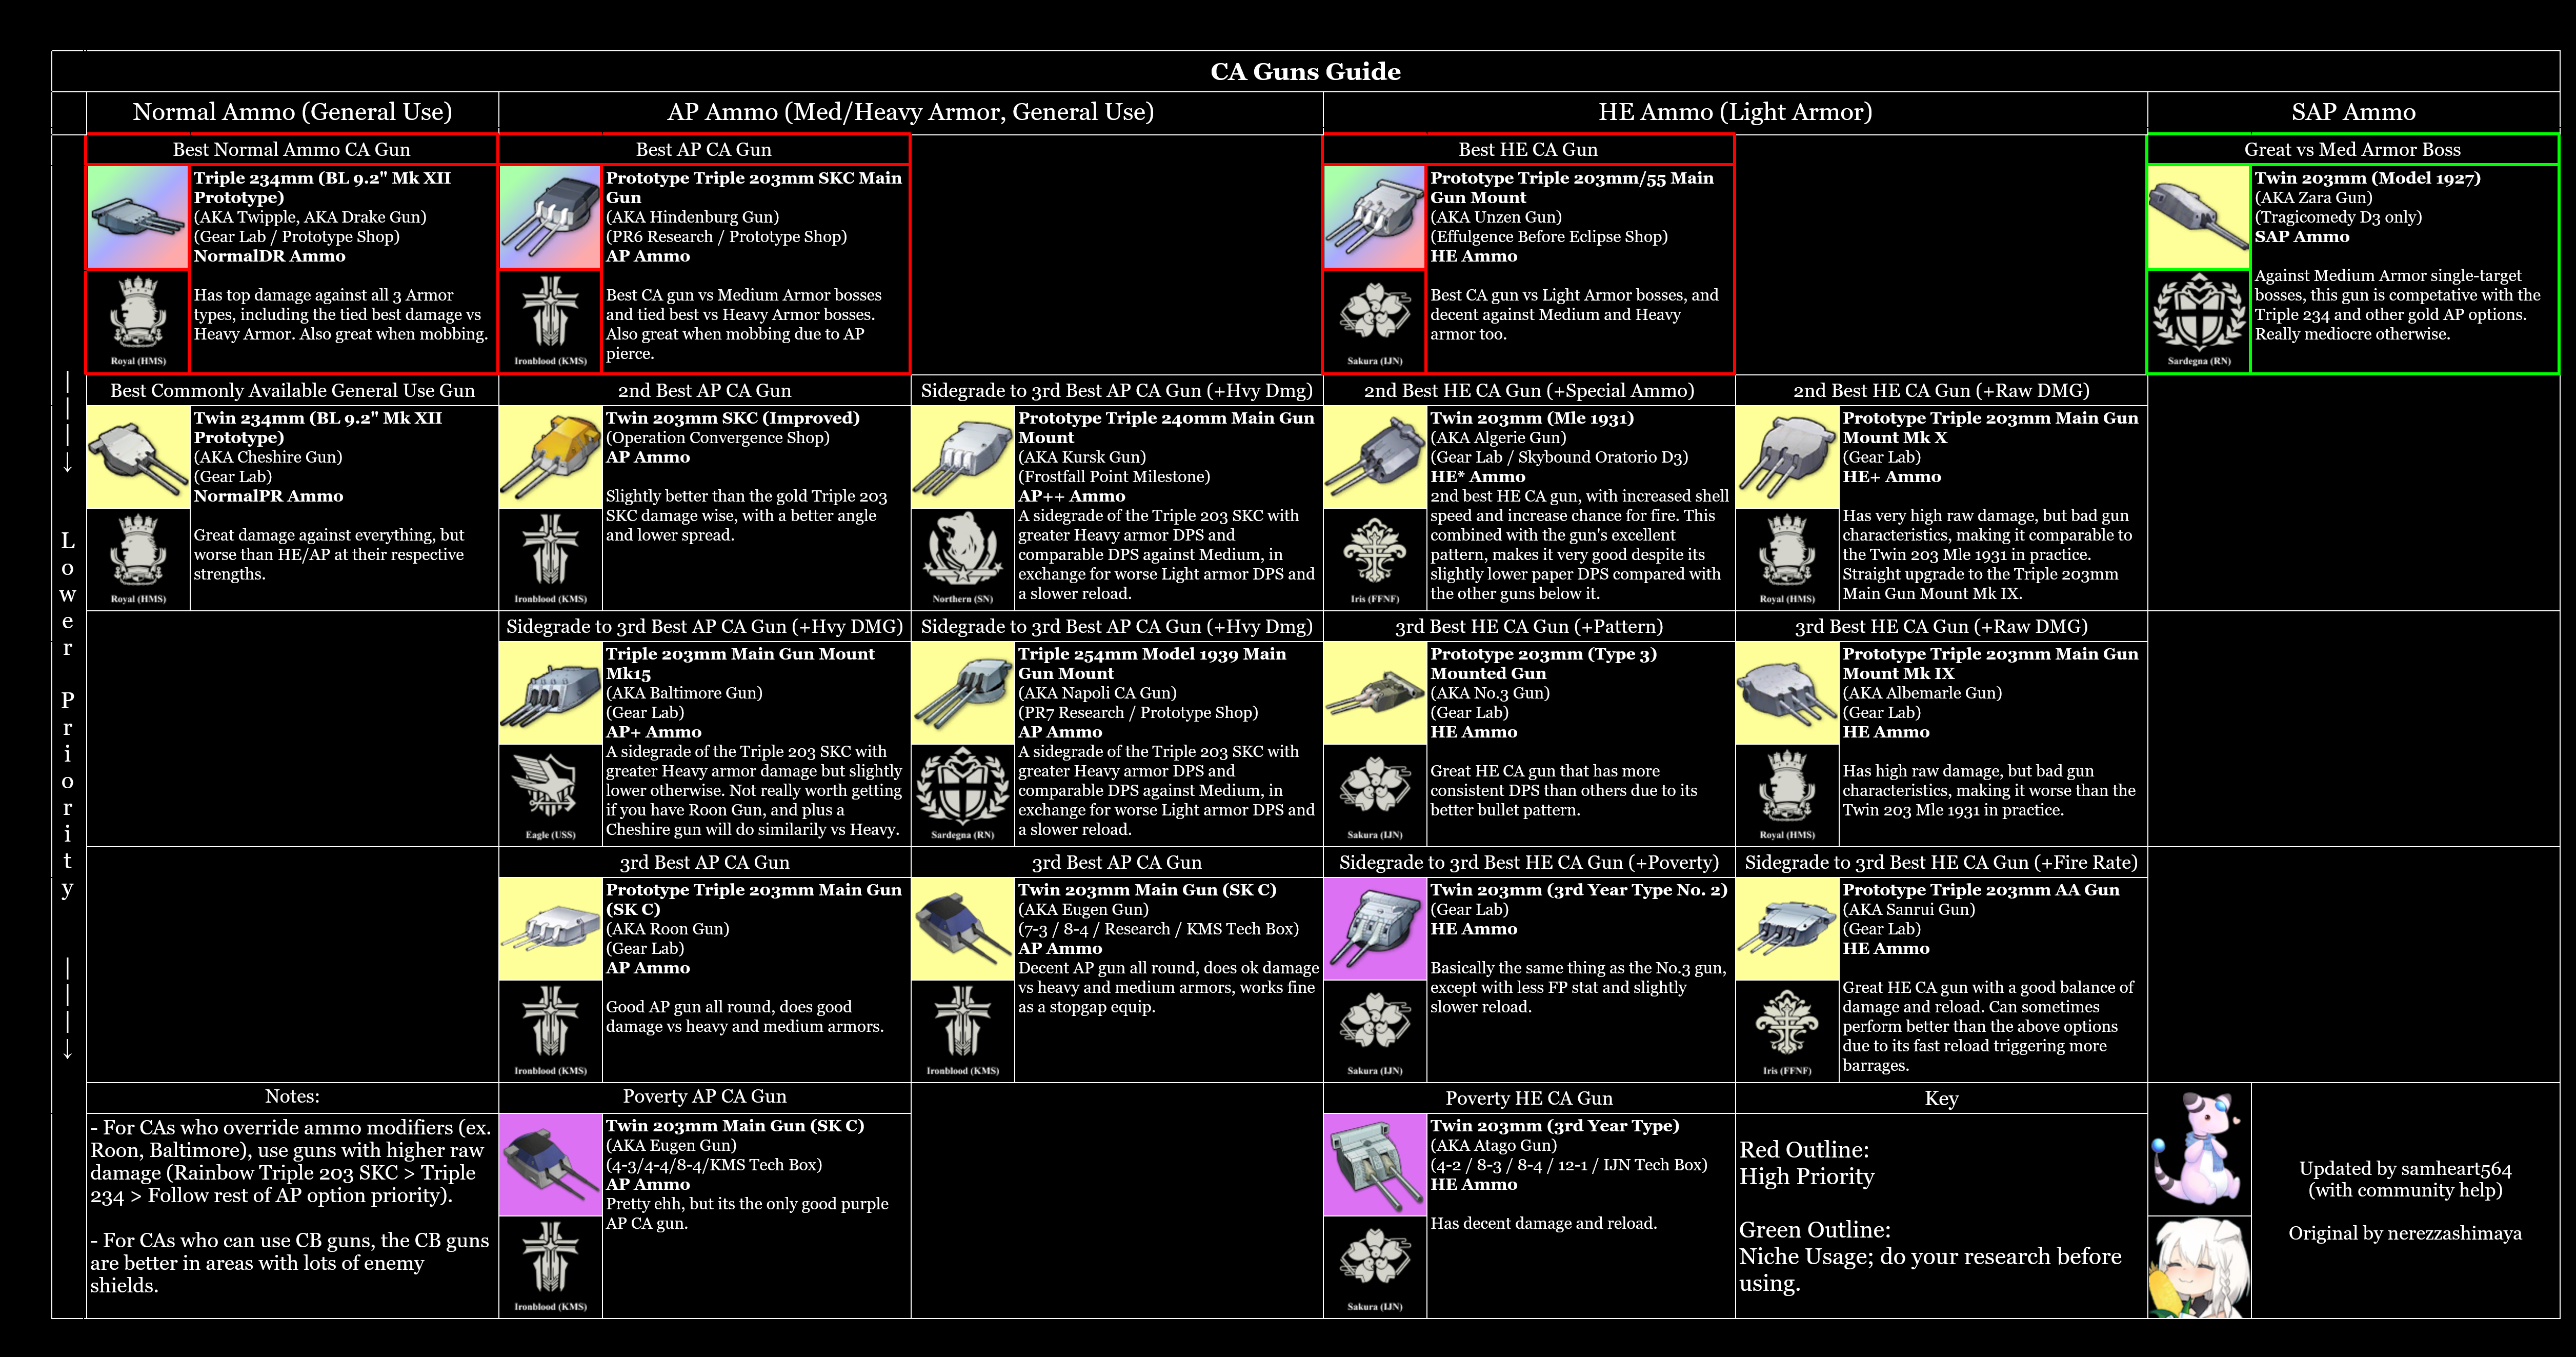 CA Guns Guide
Normal Ammo (General Use)
AP Ammo (Med/Heavy Armor, General Use)
HE Ammo (Light Armor)
SAP Ammo
Lower Priority
Best Normal Ammo CA Gun
Triple 234mm (BL 9.2" Mk XII
Prototype)
(AKA Twipple, AKA Drake Gun)
(Gear Lab / Prototype Shop)
NormalDR Ammo
Has top damage against all 3 Armor
types, including the tied best damage vs
Heavy Armor. Also great when mobbing.
Royal (HMS)
Best AP CA Gun
Prototype Triple 203mm SKC Main
Gun
(AKA Hindenburg Gun)
(PR6 Research / Prototype Shop)
AP Ammo
Best CA gun vs Medium Armor bosses
and tied best vs Heavy Armor bosses.
Also great when mobbing due to AP
pierce.
Ironblood (KMS)
Best HE CA Gun
Prototype Triple 203mm/55 Main
Gun Mount
(AKA Unzen Gun)
(Effulgence Before Eclipse Shop)
HE Ammo
Best CA gun vs Light Armor bosses, and
decent against Medium and Heavy
armor too.
Sakura (IJN)
Great vs Med Armor Boss
Twin 203mm (Model 1927)
(AKA Zara Gun)
(Tragicomedy D3 only)
SAP Ammo
Against Medium Armor single-target
bosses, this gun is competative with the
Triple 234 and other gold AP options.
Really mediocre otherwise.
Sardegna (RN)
Best Commonly Available General Use Gun
Twin 234mm (BL 9.2" Mk XII
Prototype)
(AKA Cheshire Gun)
(Gear Lab)
NormalPR Ammo
Great damage against everything, but
worse than HE/AP at their respective
strengths.
Royal (HMS)
2nd Best AP CA Gun
Twin 203mm SKC (Improved)
(Operation Convergence Shop)
AP Ammo
Slightly better than the gold Triple 203
SKC damage wise, with a better angle
and lower spread.
Ironblood (KMS)
Sidegrade to 3rd Best AP CA Gun (+Hvy Dmg)
Prototype Triple 240mm Main Gun
Mount
(AKA Kursk Gun)
(Frostfall Point Milestone)
AP++ Ammo
A sidegrade of the Triple 203 SKC with
greater Heavy armor DPS and
comparable DPS against Medium, in
exchange for worse Light armor DPS and
a slower reload.
Northern (SN)
2nd Best HE CA Gun (+Special Ammo)
Twin 203mm (Mle 1931)
(AKA Algerie Gun)
(Gear Lab / Skybound Oratorio D3)
HE* Ammo
2nd best HE CA gun, with increased shell
speed and increase chance for fire. This
combined with the gun's excellent
pattern, makes it very good despite its
slightly lower paper DPS compared with
the other guns below it.
Iris (FFNF)
2nd Best HE CA Gun (+Raw DMG)
Prototype Triple 203mm Main Gun
Mount Mk X
(Gear Lab)
HE+ Ammo
Has very high raw damage, but bad gun
characteristics, making it comparable to
the Twin 203 Mle 1931 in practice.
Straight upgrade to the Triple 203mm
Main Gun Mount Mk IX.
Royal (HMS)
Sidegrade to 3rd Best AP CA Gun (+Hvy DMG)
Triple 203mm Main Gun Mount
Mk15
(AKA Baltimore Gun)
(Gear Lab)
AP+ Ammo
A sidegrade of the Triple 203 SKC with
greater Heavy armor damage but slightly
lower otherwise. Not really worth getting
if you have Roon Gun, and plus a
Cheshire gun will do similarily vs Heavy.
Eagle (USS)
Sidegrade to 3rd Best AP CA Gun (+Hvy Dmg)
Triple 254mm Model 1939 Main
Gun Mount
(AKA Napoli CA Gun)
(PR7 Research / Prototype Shop)
AP Ammo
A sidegrade of the Triple 203 SKC with
greater Heavy armor DPS and
comparable DPS against Medium, in
exchange for worse Light armor DPS and
a slower reload.
Sardegna (RN)
3rd Best HE CA Gun (+Pattern)
Prototype 203mm (Type 3)
Mounted Gun
(AKA No.3 Gun)
(Gear Lab)
HE Ammo
Great HE CA gun that has more
consistent DPS than others due to its
better bullet pattern.
Sakura (IJN)
3rd Best HE CA Gun (+Raw DMG)
Prototype Triple 203mm Main Gun
Mount Mk IX
(AKA Albemarle Gun)
(Gear Lab)
HE Ammo
Has high raw damage, but bad gun
characteristics, making it worse than the
Twin 203 Mle 1931 in practice.
Royal (HMS)
3rd Best AP CA Gun
Prototype Triple 203mm Main Gun
(SK C)
(AKA Roon Gun)
(Gear Lab)
AP Ammo
Good AP gun all round, does good
damage vs heavy and medium armors.
Ironblood (KMS)
3rd Best AP CA Gun
Twin 203mm Main Gun (SK C)
(AKA Eugen Gun)
(7-3 / 8-4 / Research / KMS Tech Box)
AP Ammo
Decent AP gun all round, does ok damage
vs heavy and medium armors, works fine
as a stopgap equip.
Ironblood (KMS)
Sidegrade to 3rd Best HE CA Gun (+Poverty)
Twin 203mm (3rd Year Type No. 2)
(Gear Lab)
HE Ammo
Basically the same thing as the No.3 gun,
except with less FP stat and slightly
slower reload.
Sakura (IJN)
Sidegrade to 3rd Best HE CA Gun (+Fire Rate)
Prototype Triple 203mm AA Gun
(AKA Sanrui Gun)
(Gear Lab)
HE Ammo
Great HE CA gun with a good balance of
damage and reload. Can sometimes
perform better than the above options
due to its fast reload triggering more
barrages.
Iris (FFNF)
Notes:
- For CAs who override ammo modifiers (ex.
Roon, Baltimore), use guns with higher raw
damage (Rainbow Triple 203 SKC > Triple
234 > Follow rest of AP option priority).
- For CAs who can use CB guns, the CB guns
are better in areas with lots of enemy
shields.
Poverty AP CA Gun
Twin 203mm Main Gun (SK C)
(AKA Eugen Gun)
(4-3/4-4/8-4/KMS Tech Box)
AP Ammo
Pretty ehh, but its the only good purple
AP CA gun.
Ironblood (KMS)
Poverty HE CA Gun
Twin 203mm (3rd Year Type)
(AKA Atago Gun)
(4-2 / 8-3 / 8-4 / 12-1 / IJN Tech Box)
HE Ammo
Has decent damage and reload.
Sakura (IJN)
Key
Red Outline:
High Priority
Green Outline:
Niche Usage; do your research before
using.
Updated by samheart564
(with community help)
Original by nerezzashimaya